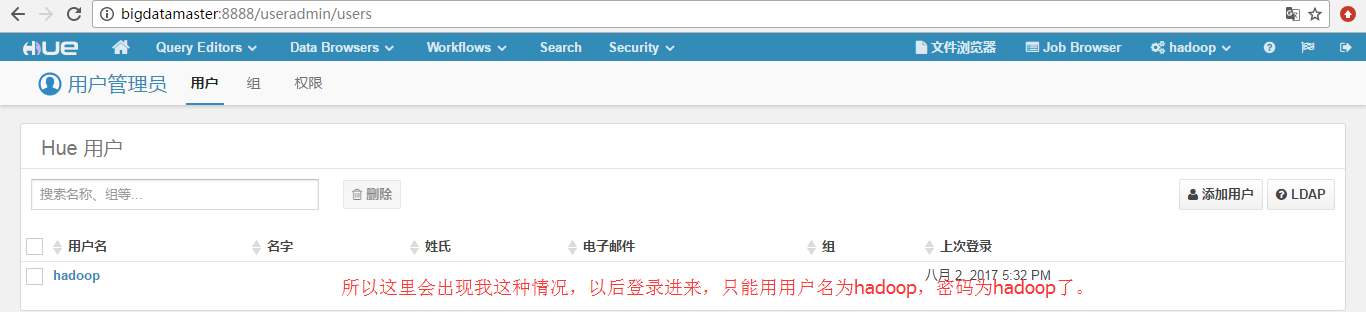 bigdatamaster:8888/useradmin/users
HUE Query Editors Data Browsers Workflows Search Security 文件浏览器 Job Browser hadoop
用户管理员 用户 组 权限
Hue 用户
搜索名称、组等... 删除 添加用户 LDAP
用户名 名字 姓氏 电子邮件 组 上次登录
hadoop 八月 2, 2017 5:32 PM
所以这里会出现我这种情况，以后登录进来，只能用用户名为hadoop，密码为hadoop了。